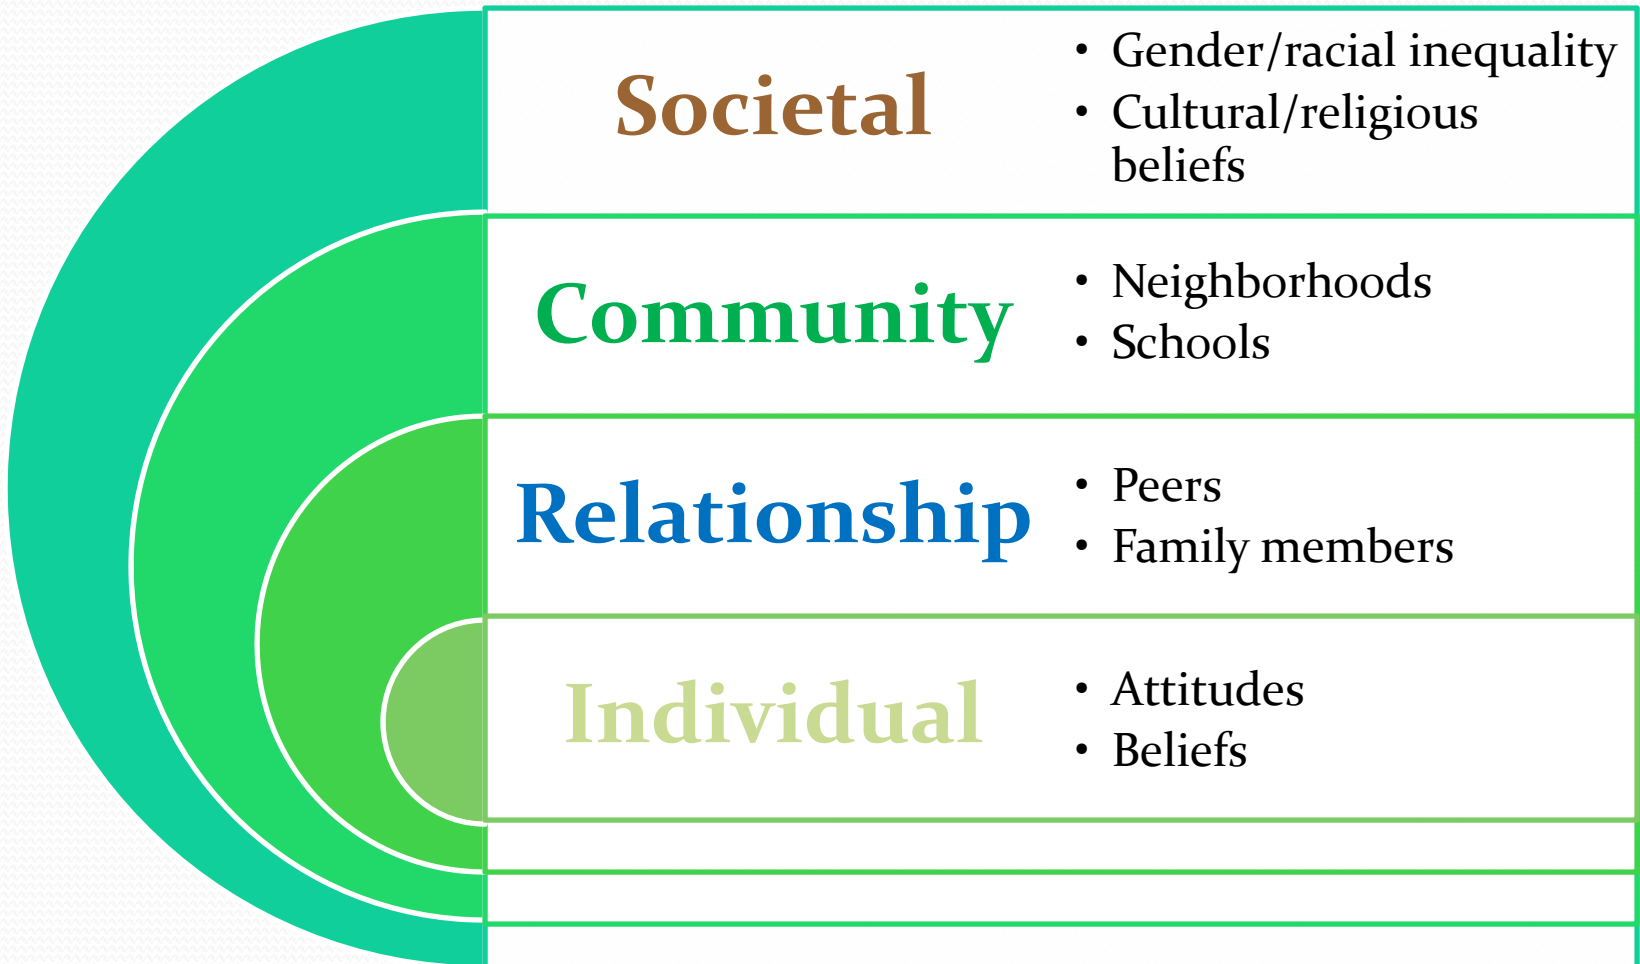 Societal
• Gender/racial inequality
• Cultural/religious
beliefs
Community
• Neighborhoods
• Schools
Relationship
• Peers
• Family members
Individual
• Attitudes
• Beliefs